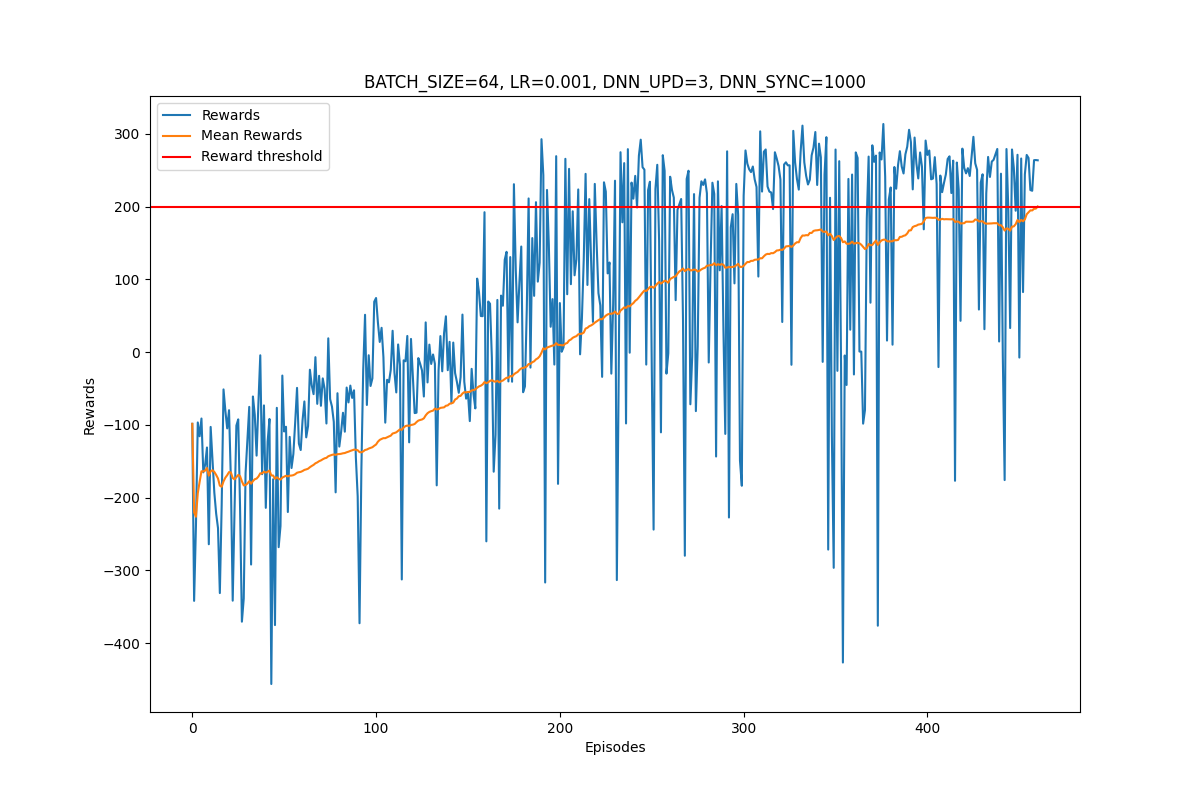 BATCH_SIZE=64, LR=0.001, DNN_UPD=3, DNN_SYNC=1000
Rewards
Mean Rewards
Reward threshold
300
200
100
0
−100
−200
−300
−400
Rewards
0
100
200
300
400
Episodes